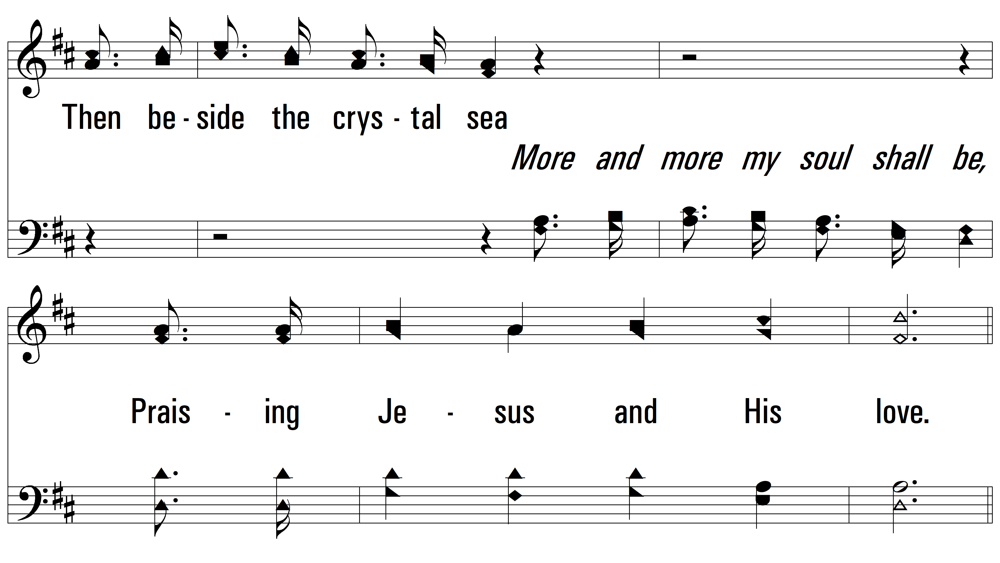 Then be - side the crys - tal sea
More and more my soul shall be,
Prais - ing Je - sus and His love.